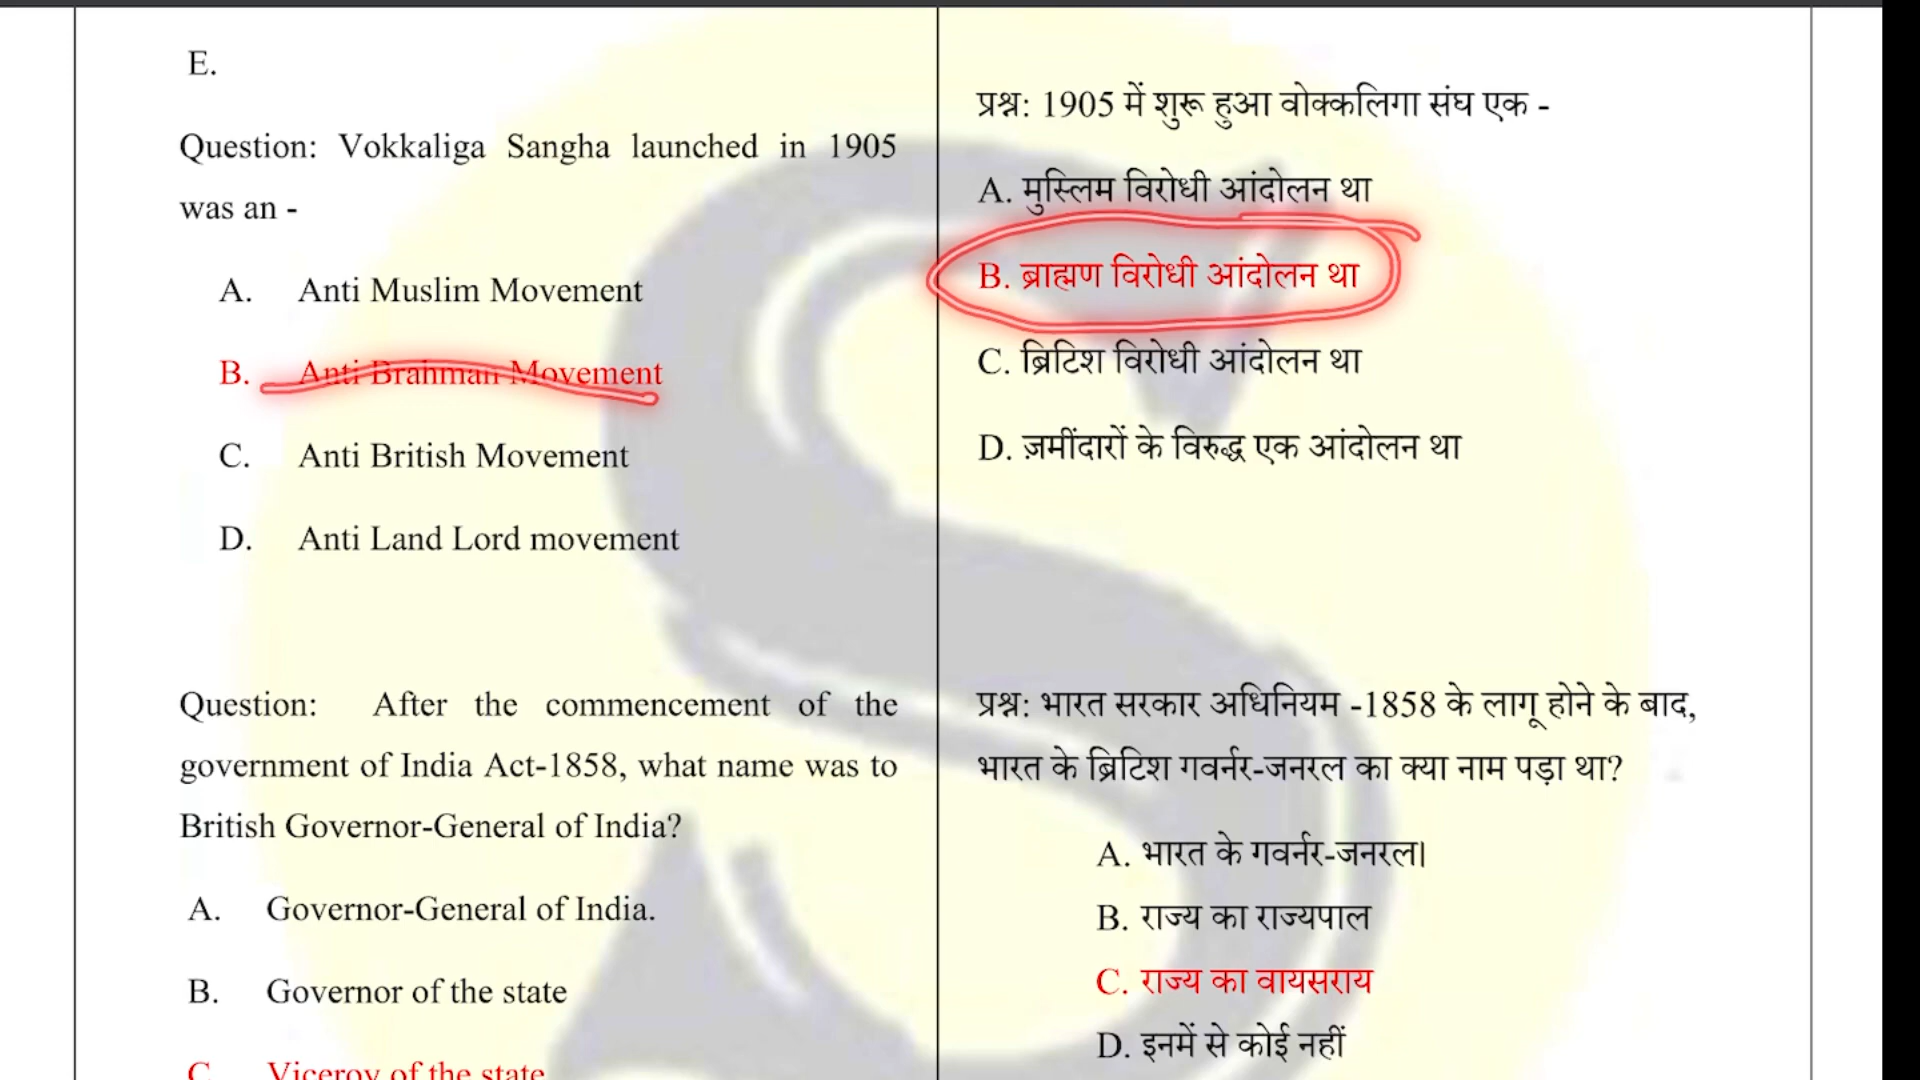 E.
Question: Vokkaliga Sangha launched in 1905
was an -
A. Anti Muslim Movement
B. Anti Brahman Movement
C. Anti British Movement
D. Anti Land Lord movement
Question: After the commencement of the
government of India Act-1858, what name was to
British Governor-General of India?
A. Governor-General of India.
B. Governor of the state
C. Viceroy of the state
प्रश्न: 1905 में शुरू हुआ वोक्कलिगा संघ एक -
A. मुस्लिम विरोधी आंदोलन था
B. ब्राह्मण विरोधी आंदोलन था
C. ब्रिटिश विरोधी आंदोलन था
D. ज़मींदारों के विरुद्ध एक आंदोलन था
प्रश्न: भारत सरकार अधिनियम -1858 के लागू होने के बाद,
भारत के ब्रिटिश गवर्नर-जनरल का क्या नाम पड़ा था?
A. भारत के गवर्नर-जनरल।
B. राज्य का राज्यपाल
C. राज्य का वायसराय
D. इनमें से कोई नहीं